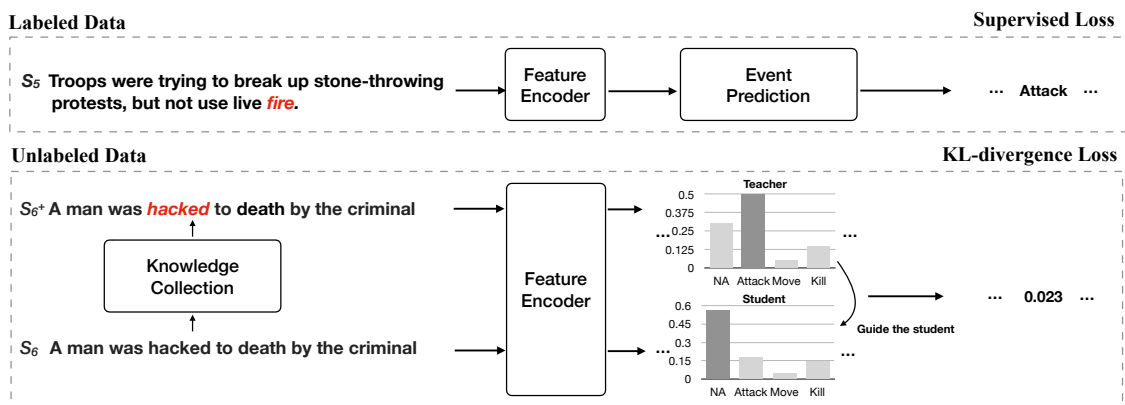 Labeled Data
Supervised Loss
S5 Troops were trying to break up stone-throwing
protests, but not use live fire.
Feature
Encoder
Event
Prediction
... Attack ...
Unlabeled Data
KL-divergence Loss
S6+ A man was hacked to death by the criminal
Knowledge
Collection
S6 A man was hacked to death by the criminal
Feature
Encoder
Teacher
0.5
0.375
0.25
0.125
0
... ...
NA Attack Move Kill
Student
0.6
0.45
0.3
0.15
0
... ...
NA Attack Move Kill
Guide the student
... 0.023 ...